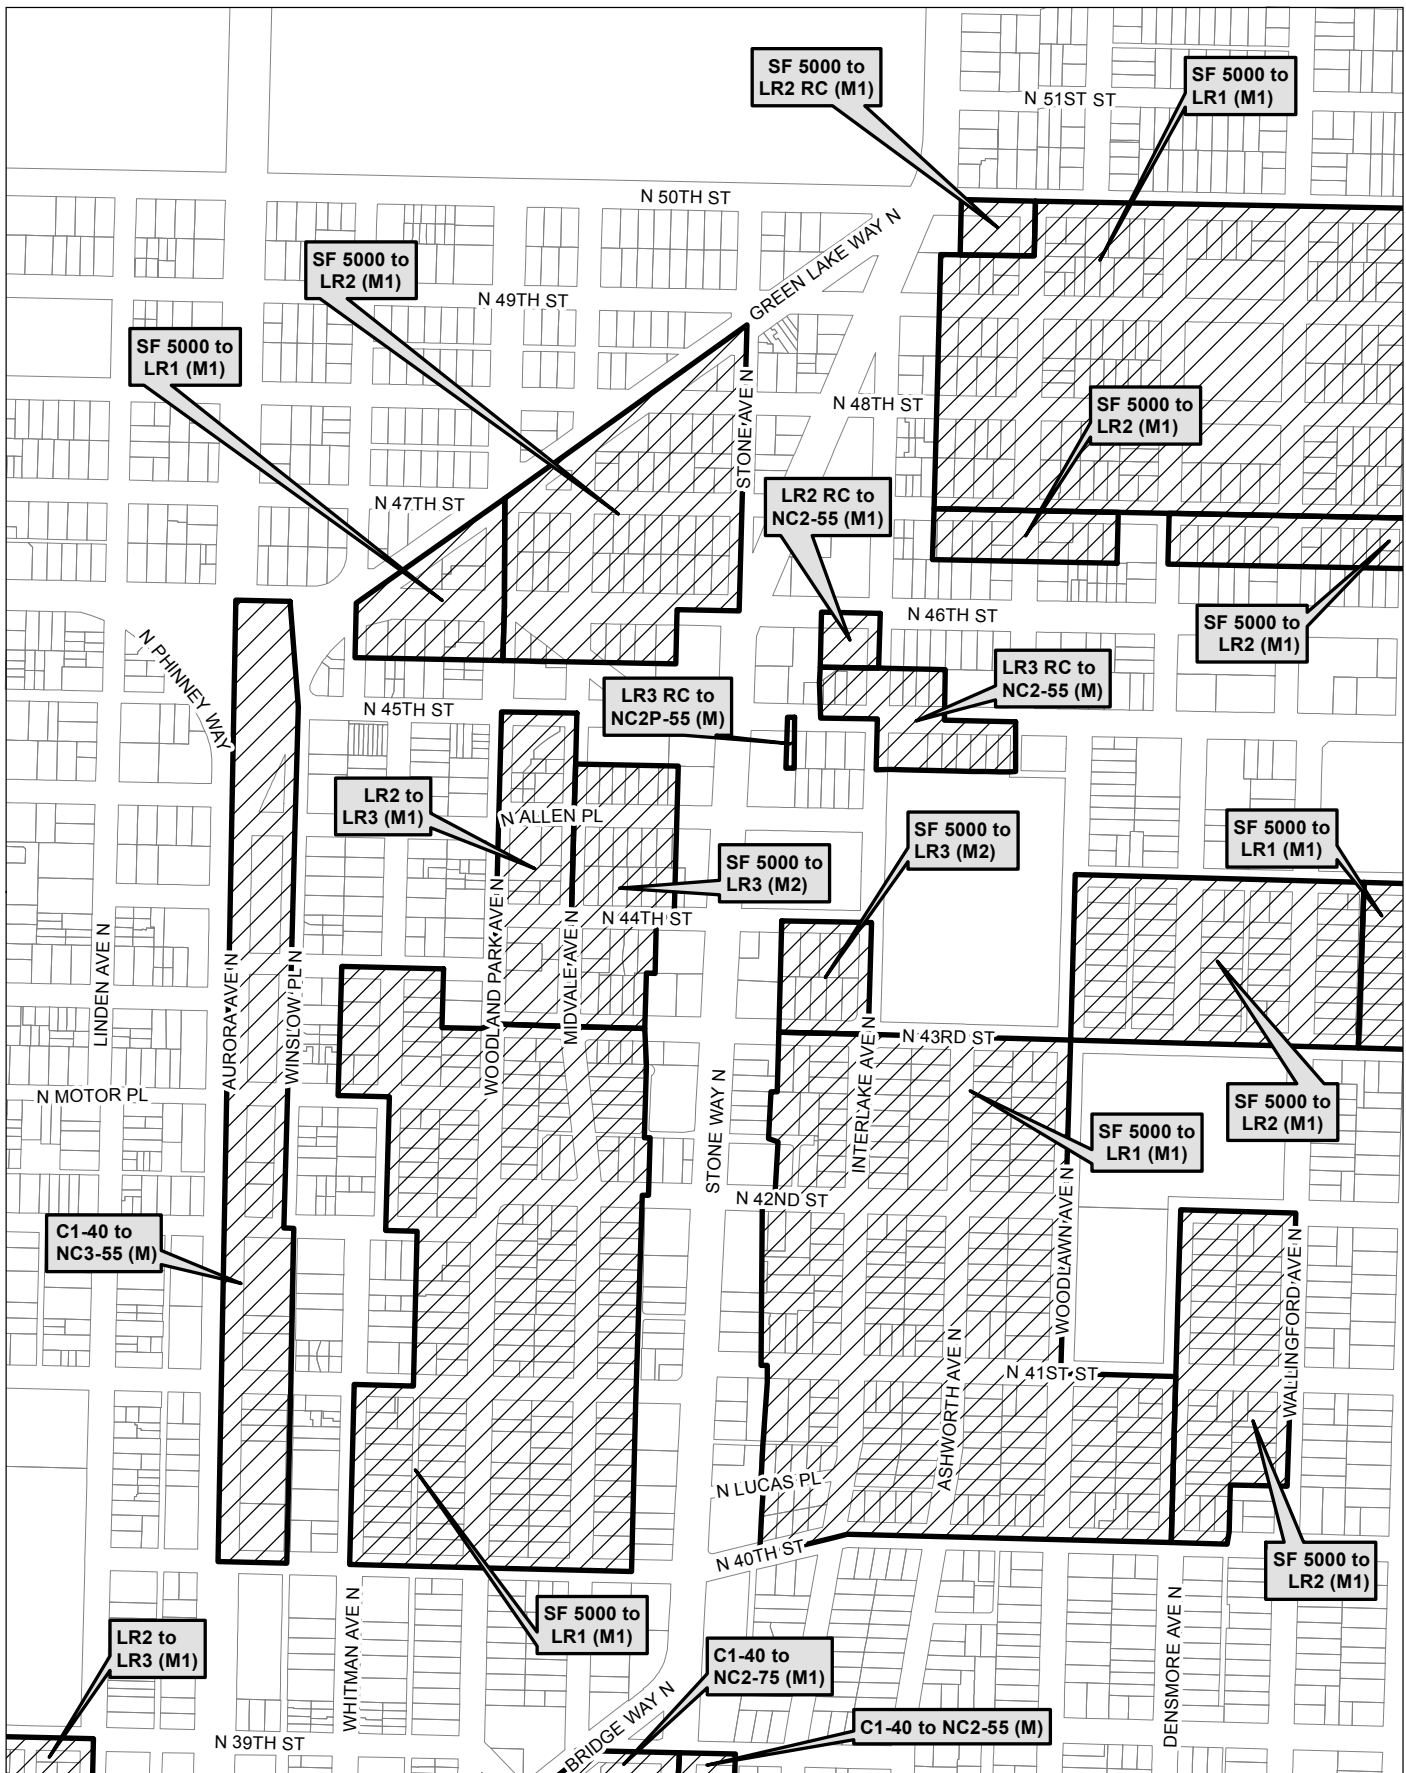 SF 5000 to
LR2 RC (M1)
SF 5000 to
LR1 (M1)
N 51ST ST
N 50TH ST
GREEN LAKE WAY N
SF 5000 to
LR2 (M1)
N 49TH ST
SF 5000 to
LR1 (M1)
STONE AVE N
N 48TH ST
SF 5000 to
LR2 (M1)
N 47TH ST
LR2 RC to
NC2-55 (M1)
N 46TH ST
SF 5000 to
LR2 (M1)
N PHINNEY WAY
LR3 RC to
NC2P-55 (M)
LR3 RC to
NC2-55 (M)
N 45TH ST
LR2 to
LR3 (M1)
N ALLEN PL
SF 5000 to
LR3 (M2)
SF 5000 to
LR3 (M2)
SF 5000 to
LR1 (M1)
N 44TH ST
LINDEN AVE N
AURORA AVE N
WINSLOW PL N
WOODLAND PARK AVE N
MIDVALE AVE N
INTERLAKE AVE N
N 43RD ST
N MOTOR PL
STONE WAY N
SF 5000 to
LR2 (M1)
SF 5000 to
LR1 (M1)
N 42ND ST
WOODLAWN AVE N
C1-40 to
NC3-55 (M)
WALLINGFORD AVE N
ASHWORTH AVE N
N 41ST ST
N LUCAS PL
N 40TH ST
SF 5000 to
LR2 (M1)
WHITMAN AVE N
SF 5000 to
LR1 (M1)
DENSMORE AVE N
LR2 to
LR3 (M1)
C1-40 to
NC2-75 (M1)
BRIDGE WAY N
C1-40 to NC2-55 (M)
N 39TH ST